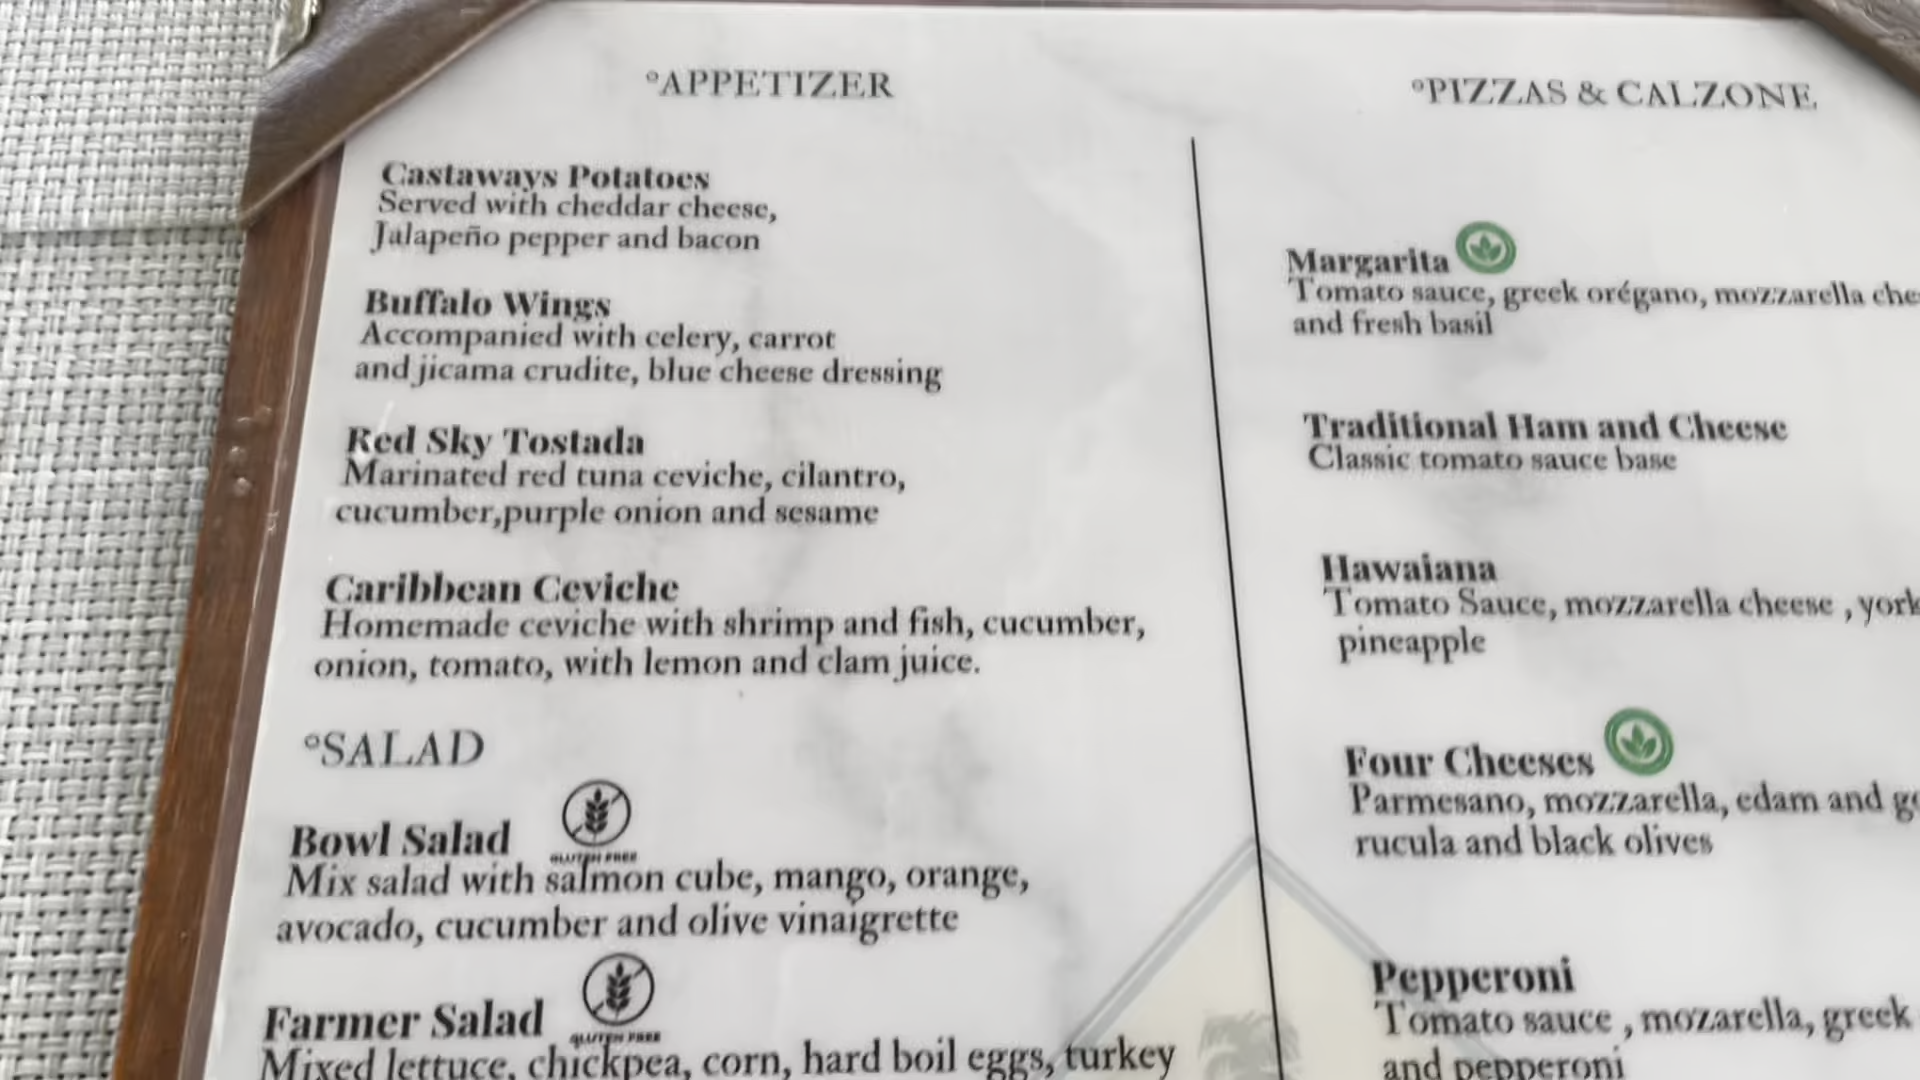 °APPETIZER
Castaways Potatoes
Served with cheddar cheese,
Jalapeño pepper and bacon
Buffalo Wings
Accompanied with celery, carrot
and jicama crudite, blue cheese dressing
Red Sky Tostada
Marinated red tuna ceviche, cilantro,
cucumber,purple onion and sesame
Caribbean Ceviche
Homemade ceviche with shrimp and fish, cucumber,
onion, tomato, with lemon and clam juice.
°SALAD
Bowl Salad
GLUTEN FREE
Mix salad with salmon cube, mango, orange,
avocado, cucumber and olive vinaigrette
Farmer Salad
GLUTEN FREE
Mixed lettuce, chickpea, corn, hard boil eggs, turkey
°PIZZAS & CALZONE
Margarita
Tomato sauce, greek orégano, mozzarella
and fresh basil
Traditional Ham and Cheese
Classic tomato sauce base
Hawaiana
Tomato Sauce, mozzarella cheese , york
pineapple
Four Cheeses
Parmesano, mozzarella, edam and
rucula and black olives
Pepperoni
Tomato sauce , mozarella, greek
and pepperoni